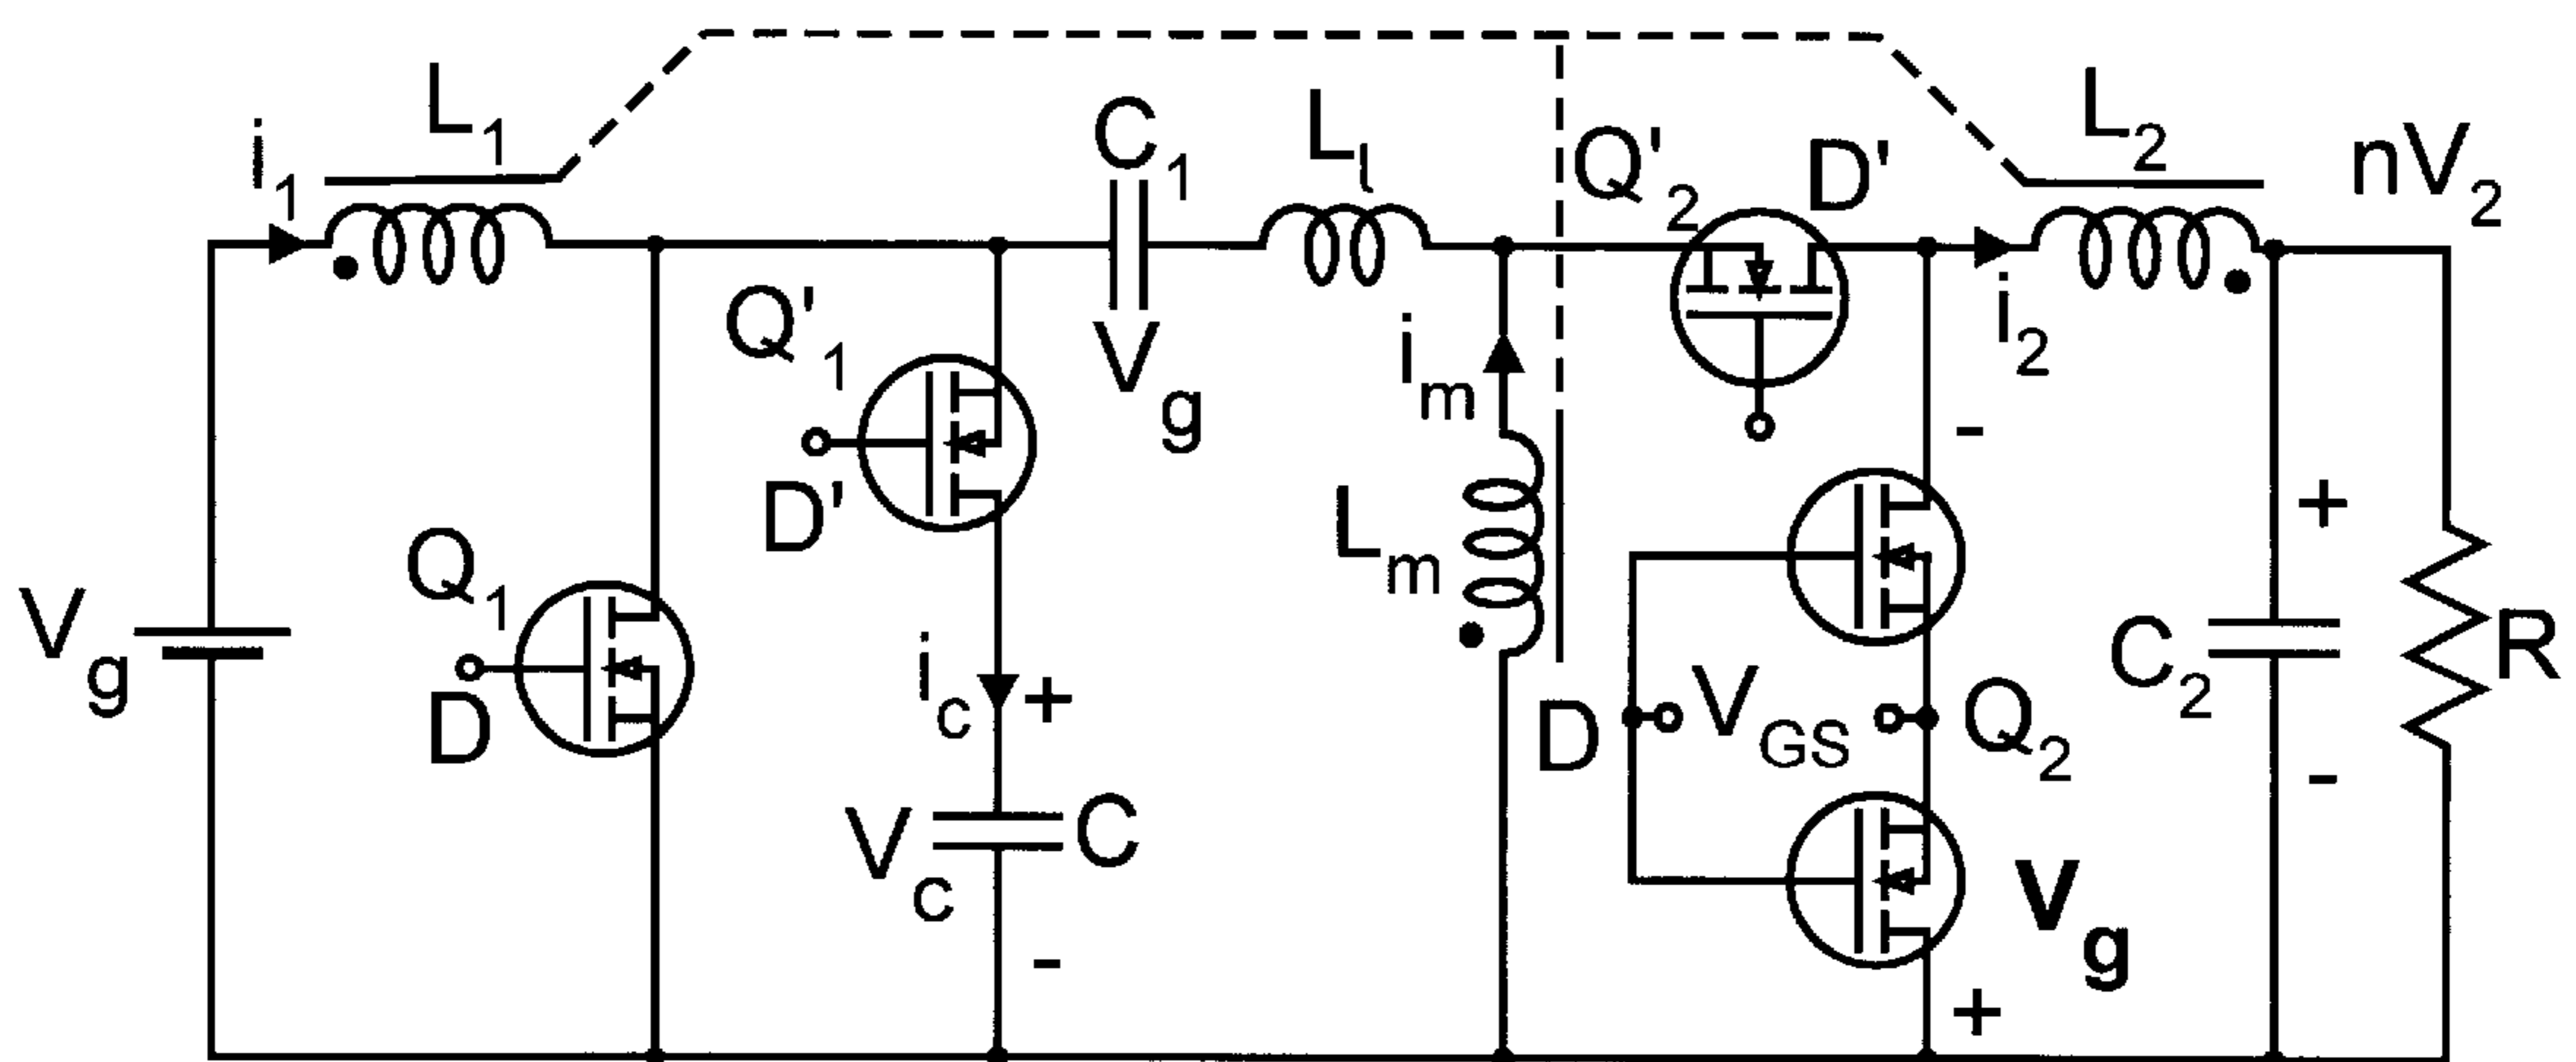 i1
L1
C1
Ll
Q'2
D'
L2
nV2
Q'1
Vg
im
i2
-
D'
Q1
Lm
+
Vg
D
ic
+
D
VGS
Q2
C2
R
-
Vc
C
Vg
-
+